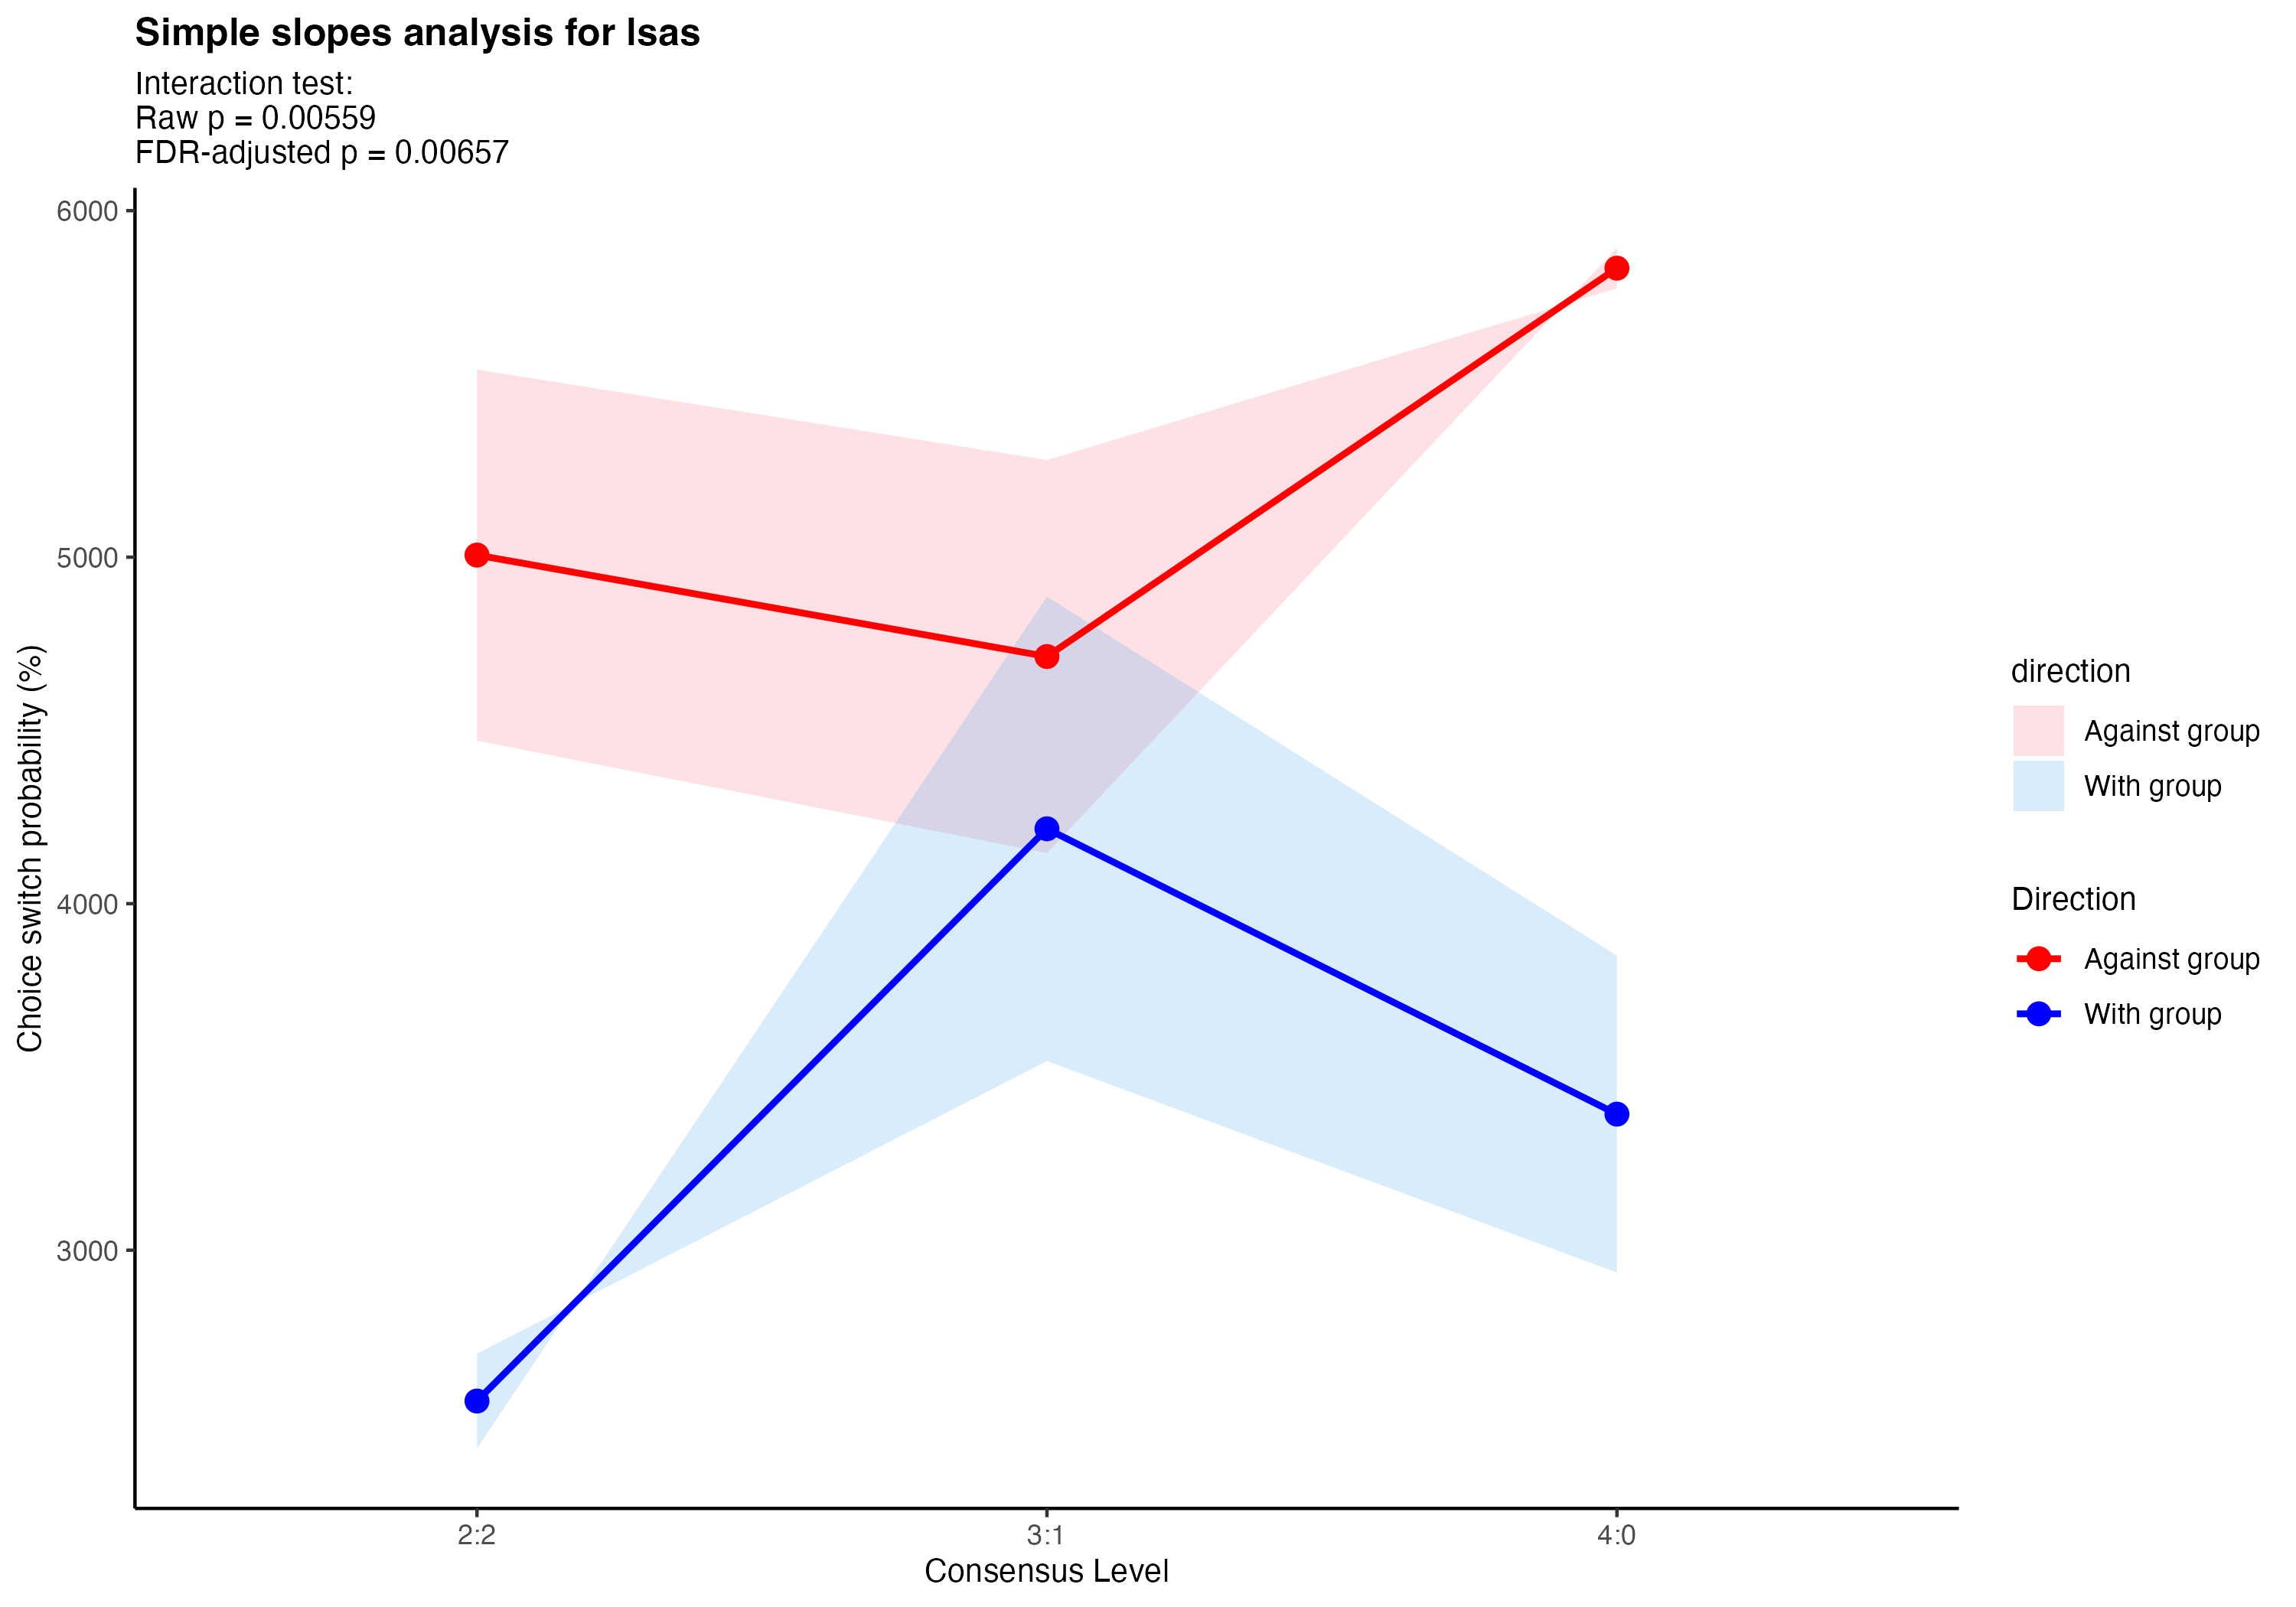 Simple slopes analysis for lsas
Interaction test:
Raw p = 0.00559
FDR-adjusted p = 0.00657
6000
5000
4000
3000
Choice switch probability (%)
2:2
3:1
4:0
Consensus Level
direction
Against group
With group
Direction
Against group
With group